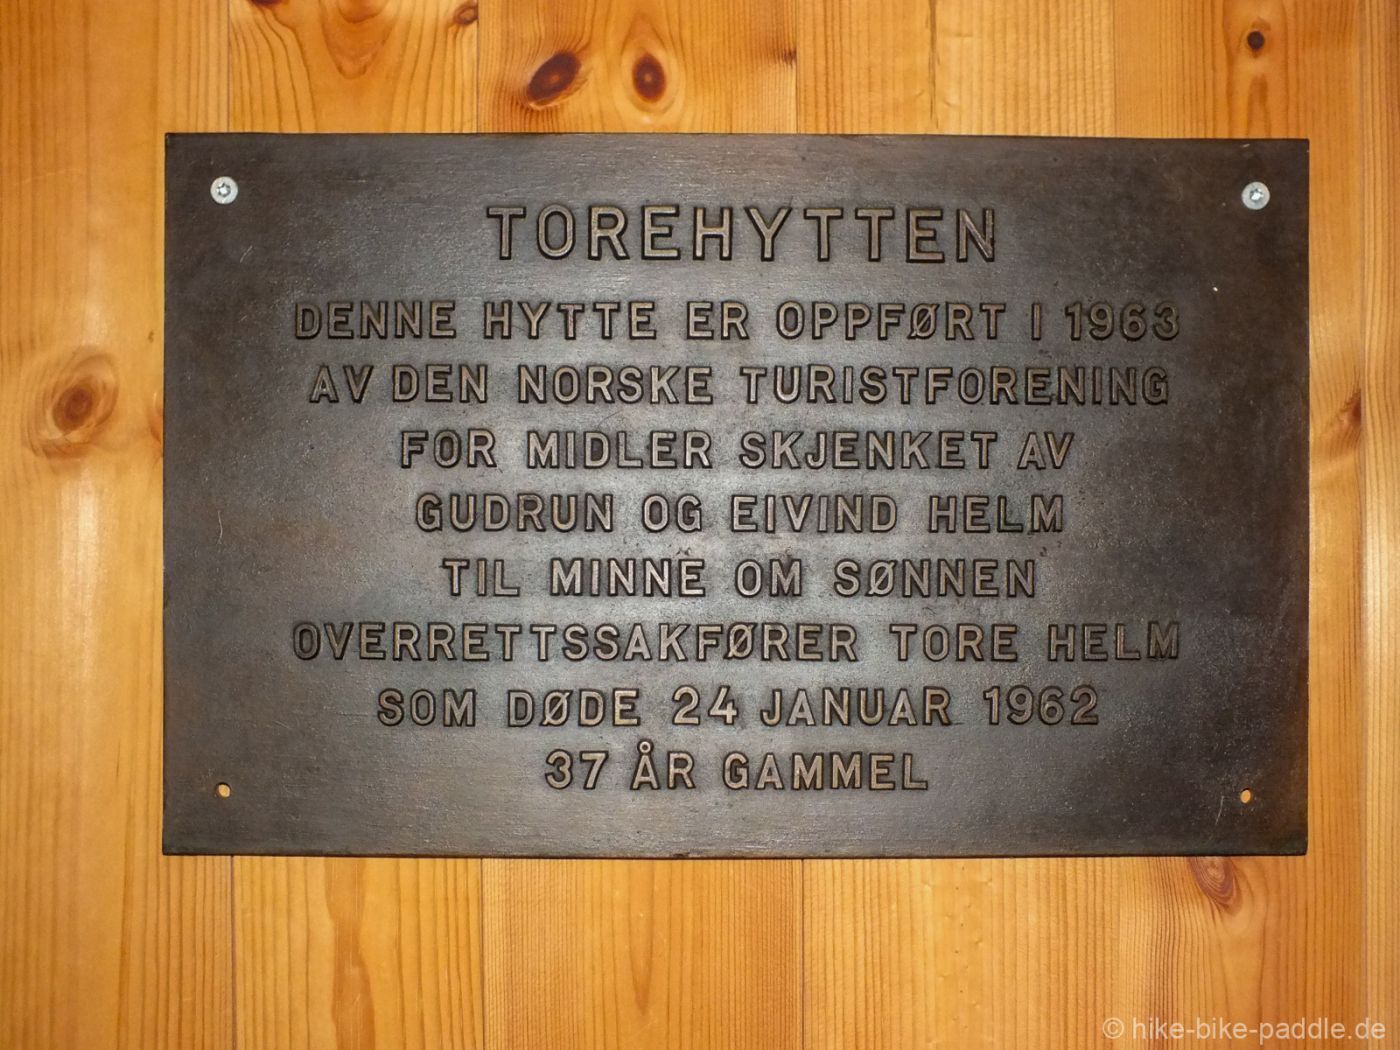 TOREHYTTEN
DENNE HYTTE ER OPPFØRT I 1963
AV DEN NORSKE TURISTFORENING
FOR MIDLER SKJENKET AV
GUDRUN OG EIVIND HELM
TIL MINNE OM SØNNEN
OVERRETTSSAKFØRER TORE HELM
SOM DØDE 24 JANUAR 1962
37 ÅR GAMMEL
© hike-bike-paddle.de